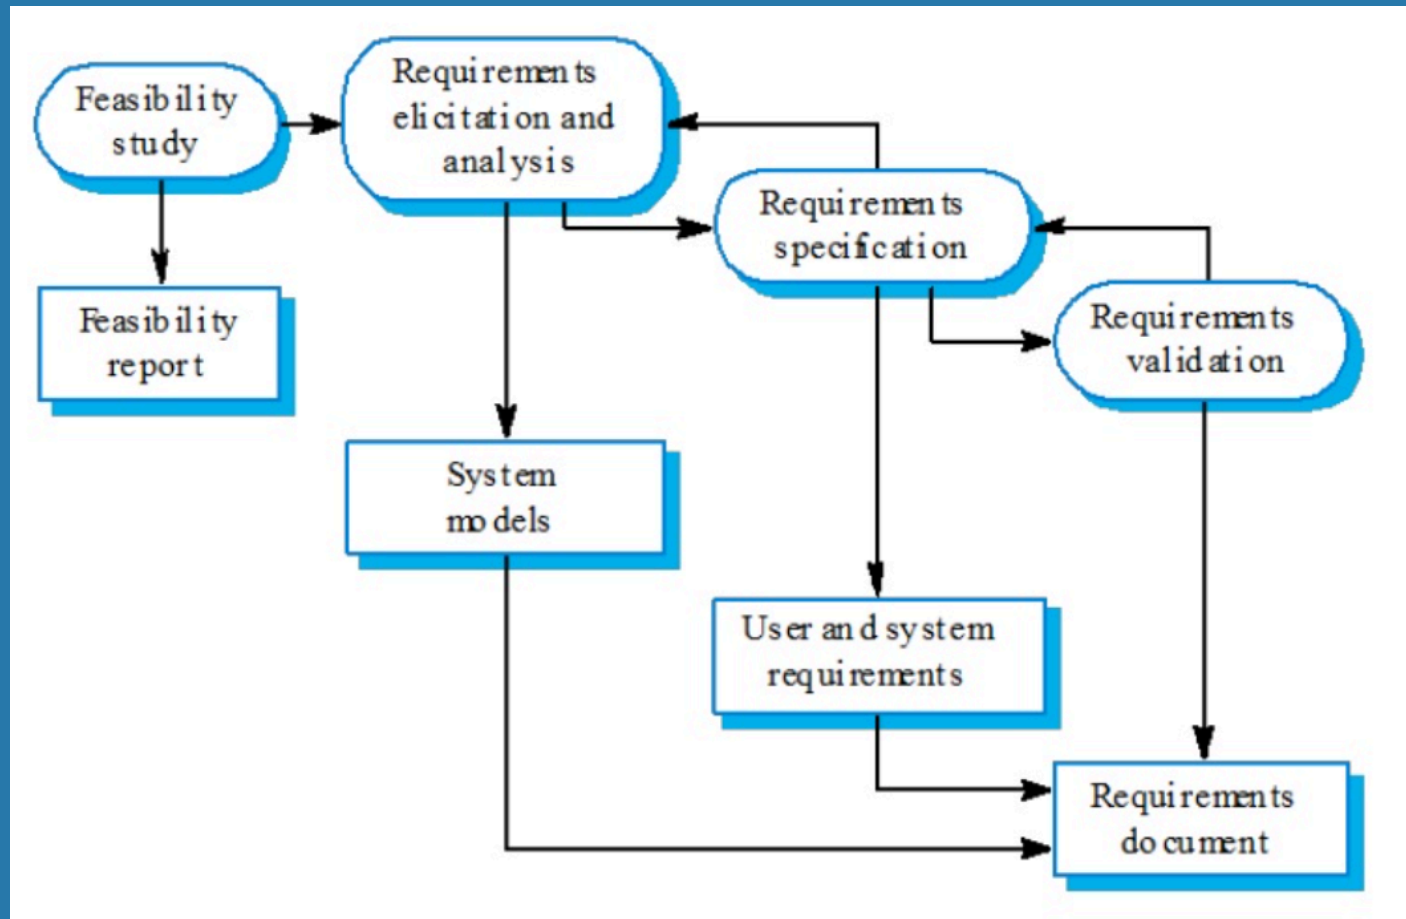 Feasibility
study
Requirements
elicitation and
analysis
Requirements
specification
Requirements
validation
Feasibility
report
System
models
User and system
requirements
Requirements
document